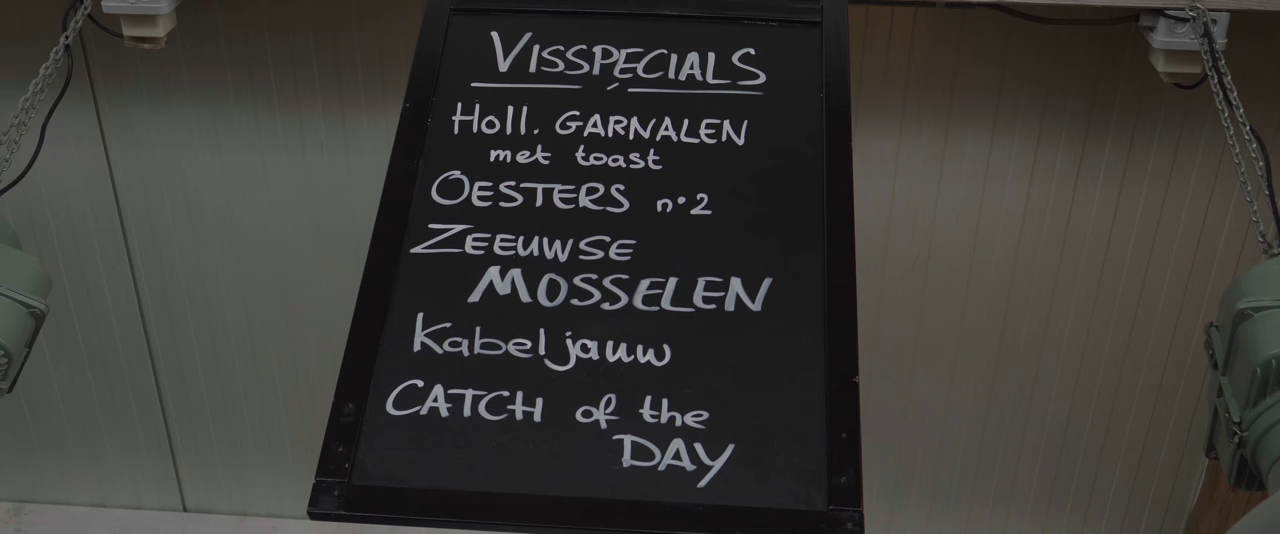 VISSPECIALS
Holl. GARNALEN
met toast
OESTERS n° 2
ZEEUWSE
MOSSELEN
Kabeljauw
CATCH of the
DAY